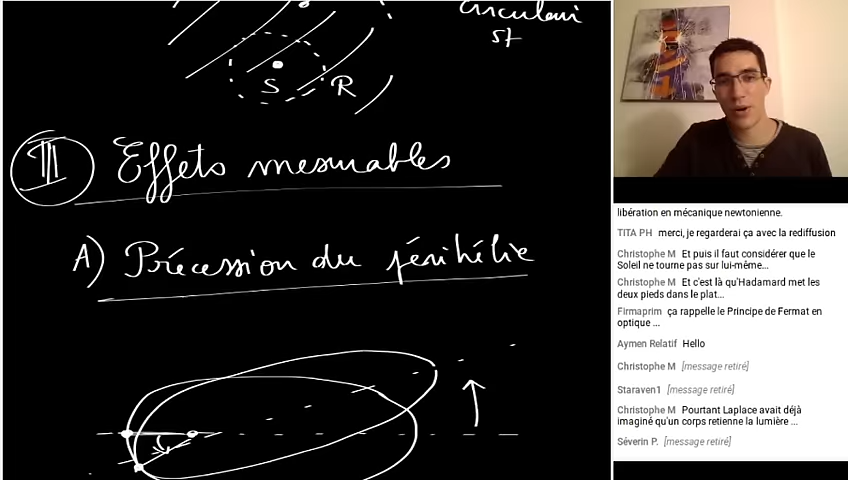 circulaire
S R
III Effets mesurables
A) Précession du périhélie
libération en mécanique newtonienne.
TITA PH merci, je regarderai ça avec la rediffusion
Christophe M Et puis il faut considérer que le
Soleil ne tourne pas sur lui-même...
Christophe M Et c'est là qu'Hadamard met les
deux pieds dans le plat...
Firmaprim ça rappelle le Principe de Fermat en
optique ...
Aymen Relatif Hello
Christophe M [message retiré]
Staraven1 [message retiré]
Christophe M Pourtant Laplace avait déjà
imaginé qu'un corps retienne la lumière ...
Séverin P. [message retiré]